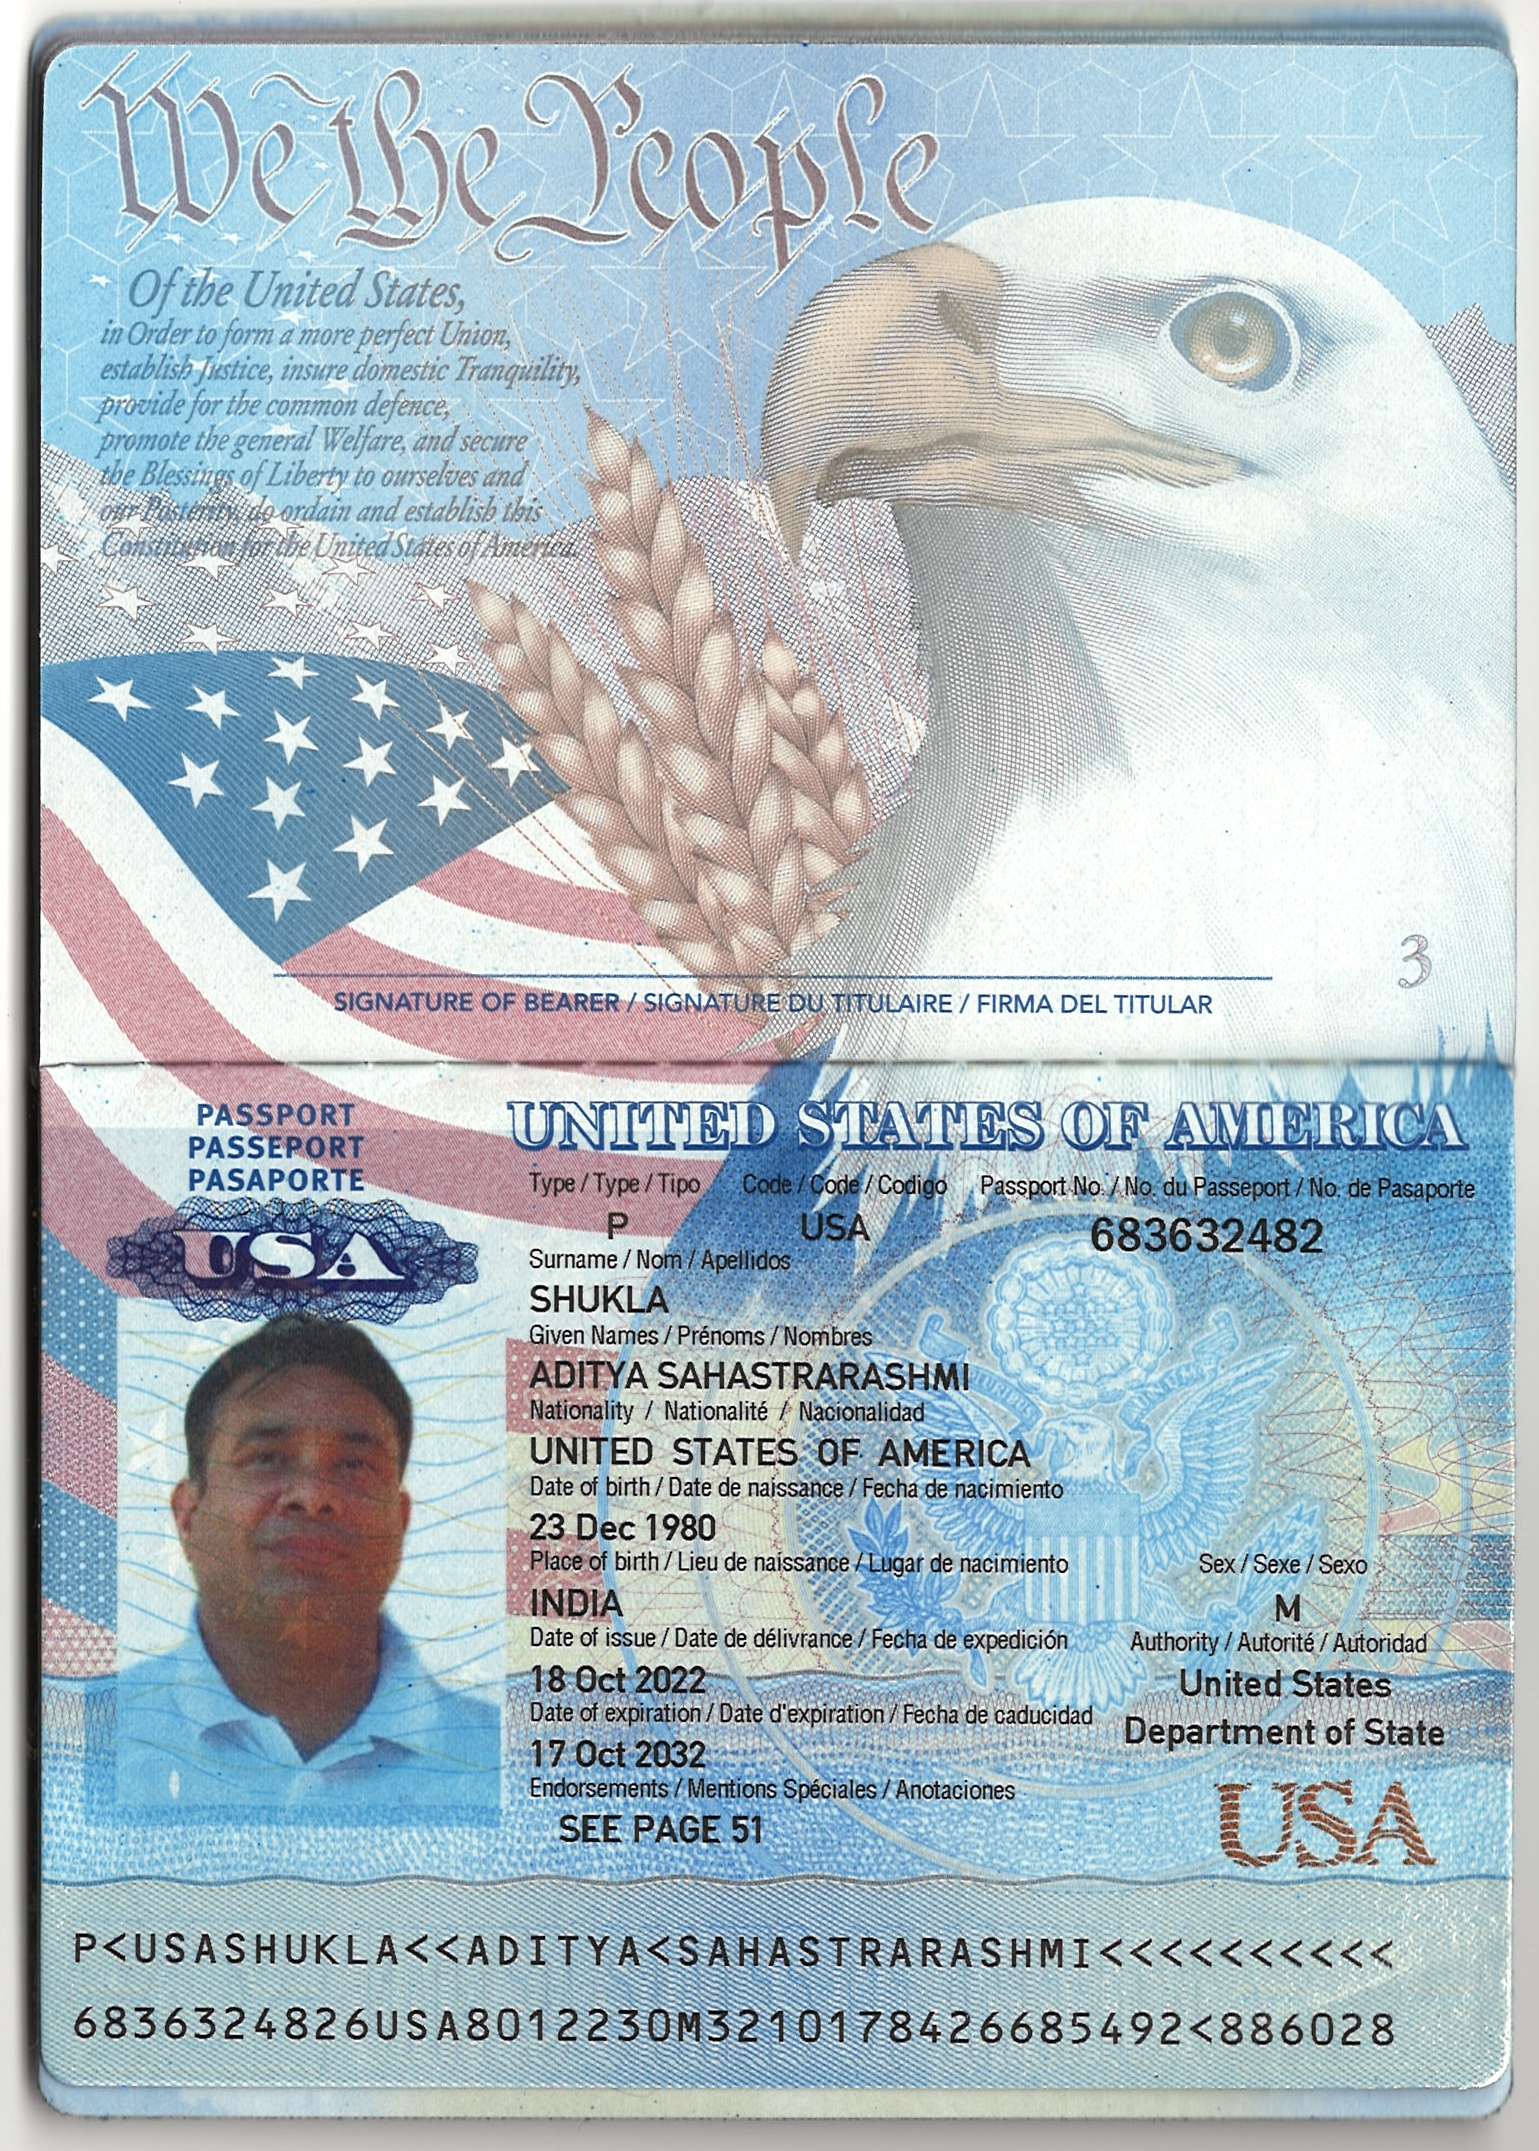 We the People
Of the United States,
in Order to form a more perfect Union,
establish Justice, insure domestic Tranquility,
provide for the common defence,
promote the general Welfare, and secure
the Blessings of Liberty to ourselves and
our Posterity, do ordain and establish this
Constitution for the United States of America.
3
SIGNATURE OF BEARER / SIGNATURE DU TITULAIRE / FIRMA DEL TITULAR
PASSPORT
PASSEPORT
PASAPORTE
USA
UNITED STATES OF AMERICA
Type / Type / Tipo Code / Code / Codigo Passport No. / No. du Passeport / No. de Pasaporte
P USA 683632482
Surname / Nom / Apellidos
SHUKLA
Given Names / Prénoms / Nombres
ADITYA SAHASTRARASHMI
Nationality / Nationalité / Nacionalidad
UNITED STATES OF AMERICA
Date of birth / Date de naissance / Fecha de nacimiento
23 Dec 1980
Place of birth / Lieu de naissance / Lugar de nacimiento Sex / Sexe / Sexo
INDIA M
Date of issue / Date de délivrance / Fecha de expedición Authority / Autorité / Autoridad
18 Oct 2022 United States
Date of expiration / Date d'expiration / Fecha de caducidad Department of State
17 Oct 2032
Endorsements / Mentions Spéciales / Anotaciones
SEE PAGE 51
USA
P<USASHUKLA<<ADITYA<SAHASTRARASHMI<<<<<<<<<<
6836324826USA8012230M3210178426685492<886028